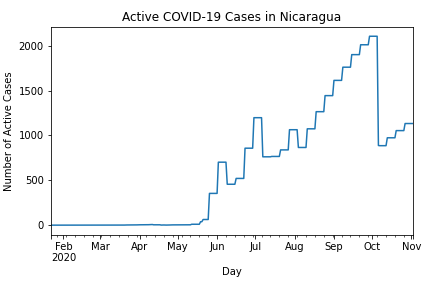 Active COVID-19 Cases in Nicaragua
Number of Active Cases
2000
1500
1000
500
0
Feb Mar Apr May Jun Jul Aug Sep Oct Nov
2020
Day